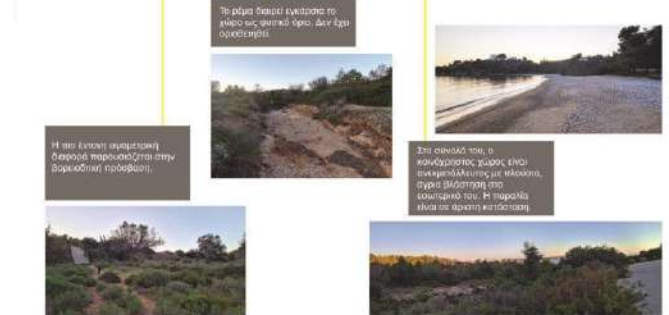 Το ρέμα διαιρεί εγκάρσια το
χώρο ως φυσικό όριο. Δεν έχει
οριοθετηθεί.
Η πιο έντονη υψομετρική
διαφορά παρουσιάζεται στην
βορειοδυτική πρόσβαση.
Στο σύνολό του, ο
κοινόχρηστος χώρος είναι
ανεκμετάλλευτος με πλούσια,
άγρια βλάστηση στο
εσωτερικό του. Η παραλία
είναι σε άριστη κατάσταση.